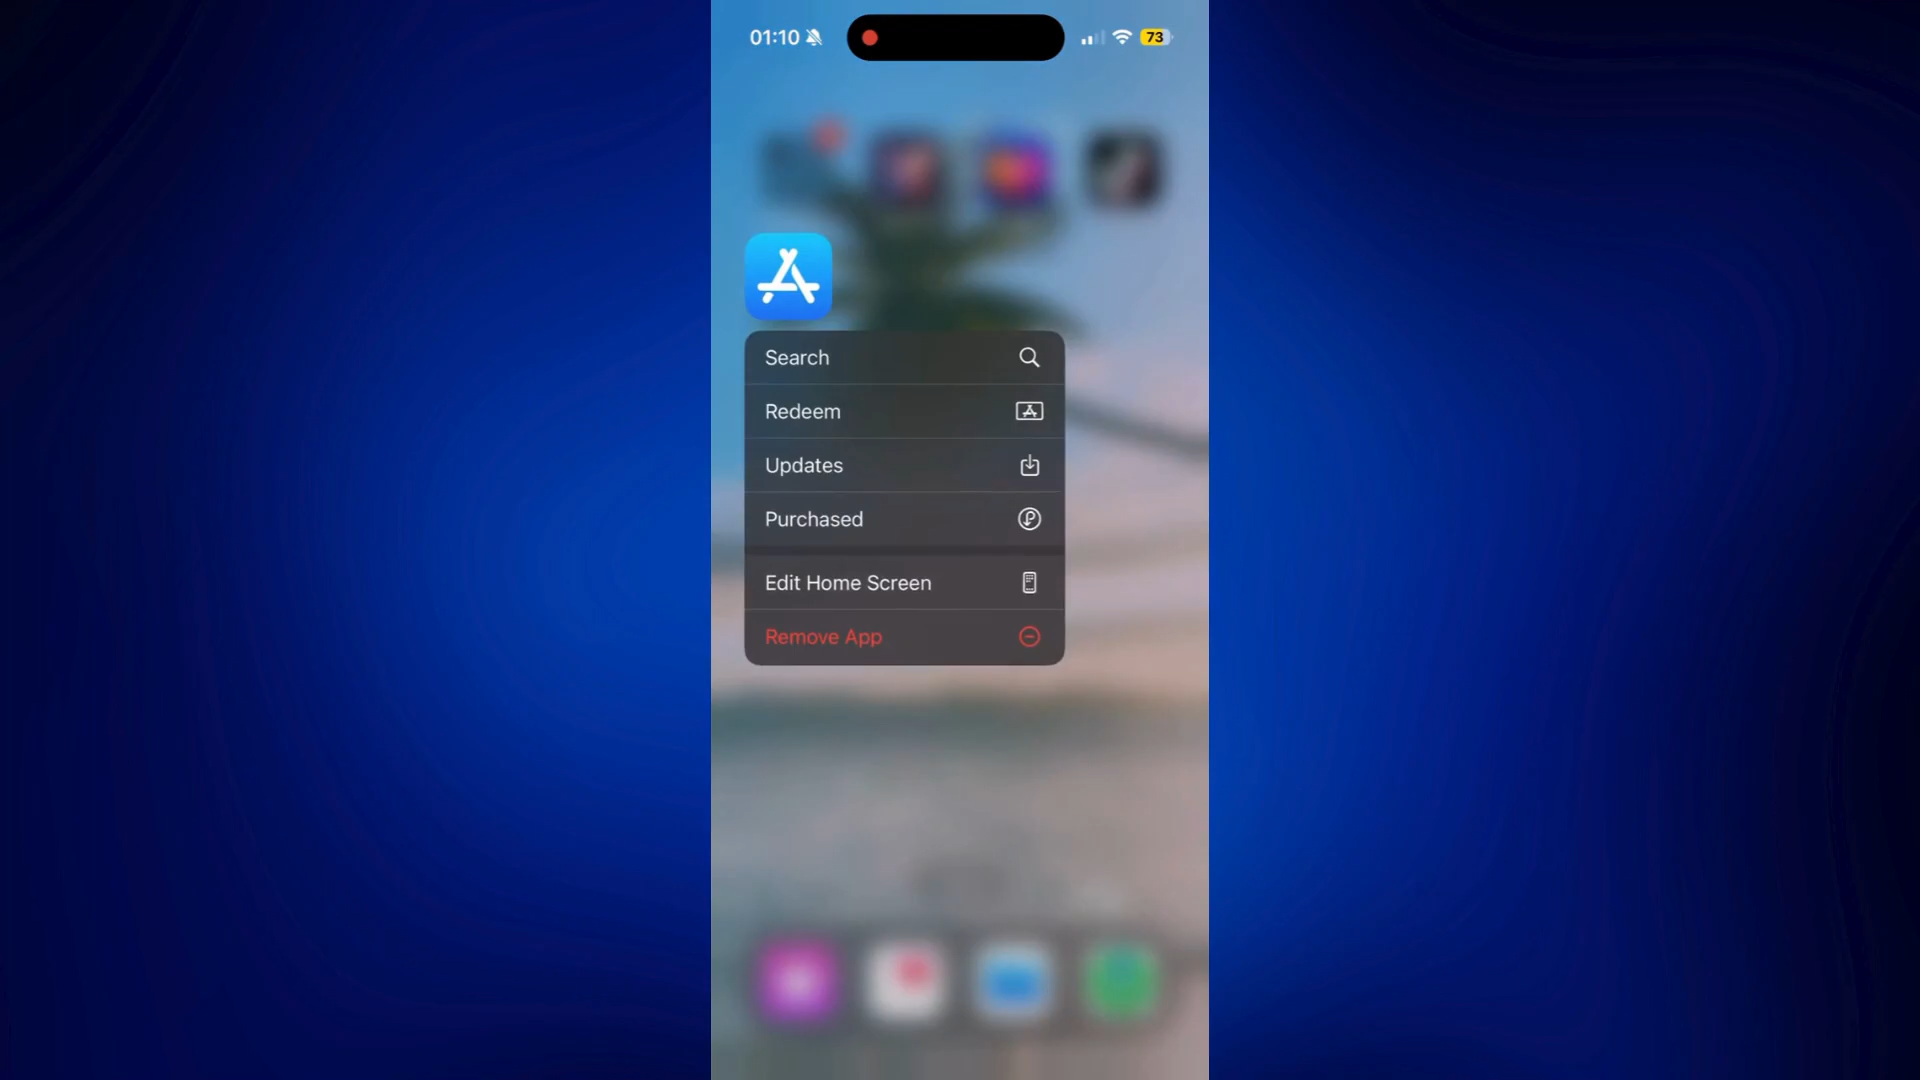 01:10
73
Search
Redeem
Updates
Purchased
Edit Home Screen
Remove App